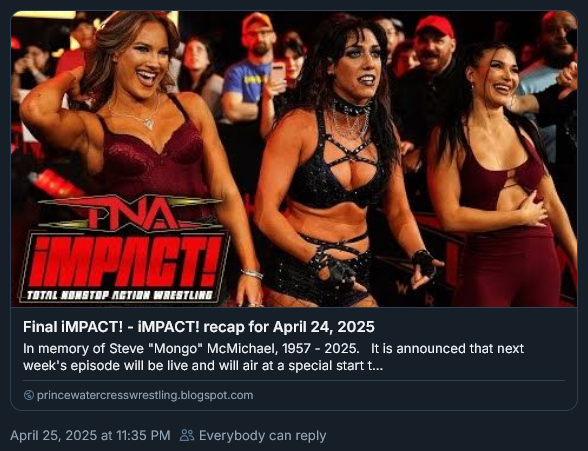 TNA
iMPACT!
TOTAL NONSTOP ACTION WRESTLING
Final iMPACT! - iMPACT! recap for April 24, 2025
In memory of Steve "Mongo" McMichael, 1957 - 2025. It is announced that next
week's episode will be live and will air at a special start t...
princewatercresswrestling.blogspot.com
April 25, 2025 at 11:35 PM Everybody can reply